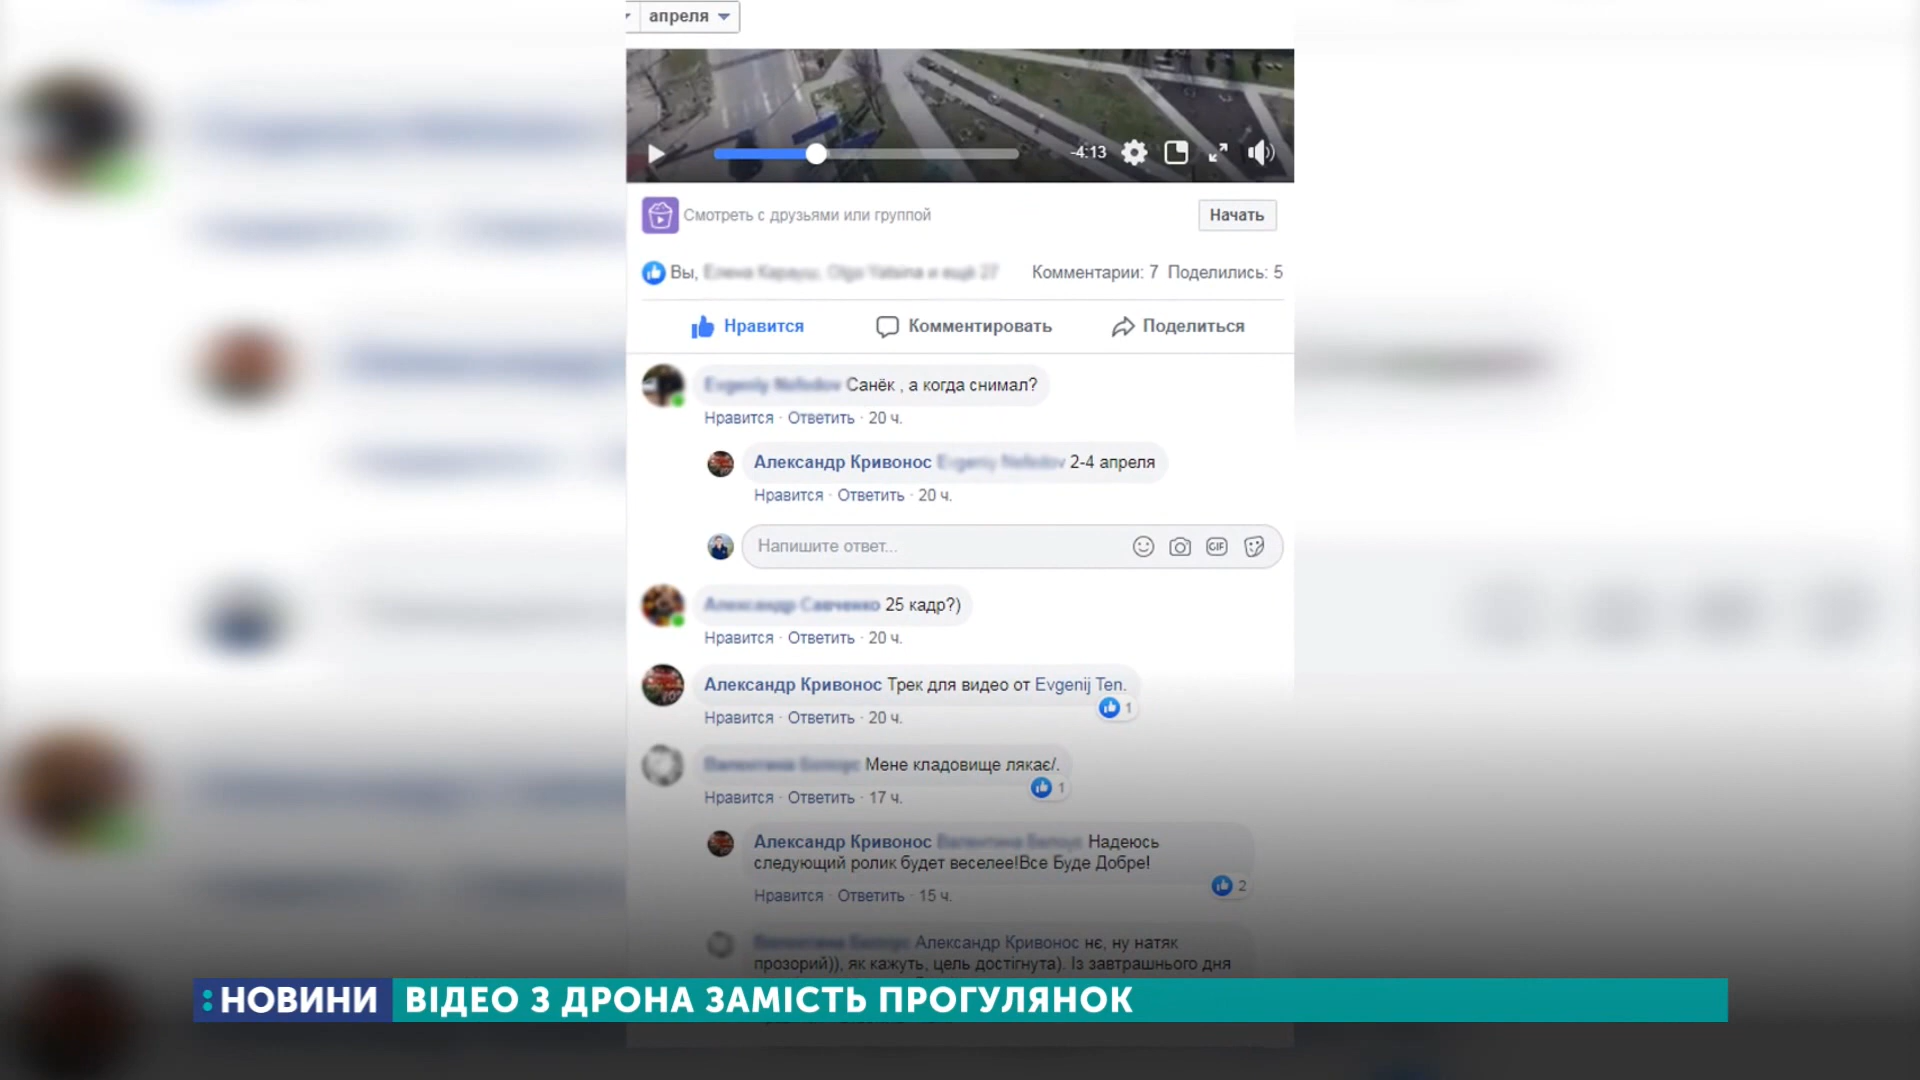 апреля
-4:13
Смотреть с друзьями или группой
Начать
Вы,
Комментарии: 7 Поделились: 5
Нравится
Комментировать
Поделиться
Санёк , а когда снимал?
Нравится · Ответить · 20 ч.
Александр Кривонос 2-4 апреля
Нравится · Ответить · 20 ч.
Напишите ответ...
GIF
25 кадр?)
Нравится · Ответить · 20 ч.
Александр Кривонос Трек для видео от Evgenij Ten.
1
Нравится · Ответить · 20 ч.
Мене кладовище лякає/.
1
Нравится · Ответить · 17 ч.
Александр Кривонос Надеюсь
следующий ролик будет веселее!Все Буде Добре!
2
Нравится · Ответить · 15 ч.
Александр Кривонос нє, ну натяк
прозорий)), як кажуть, цель достігнута). Із завтрашнього дня
НОВИНИ ВІДЕО З ДРОНА ЗАМІСТЬ ПРОГУЛЯНОК